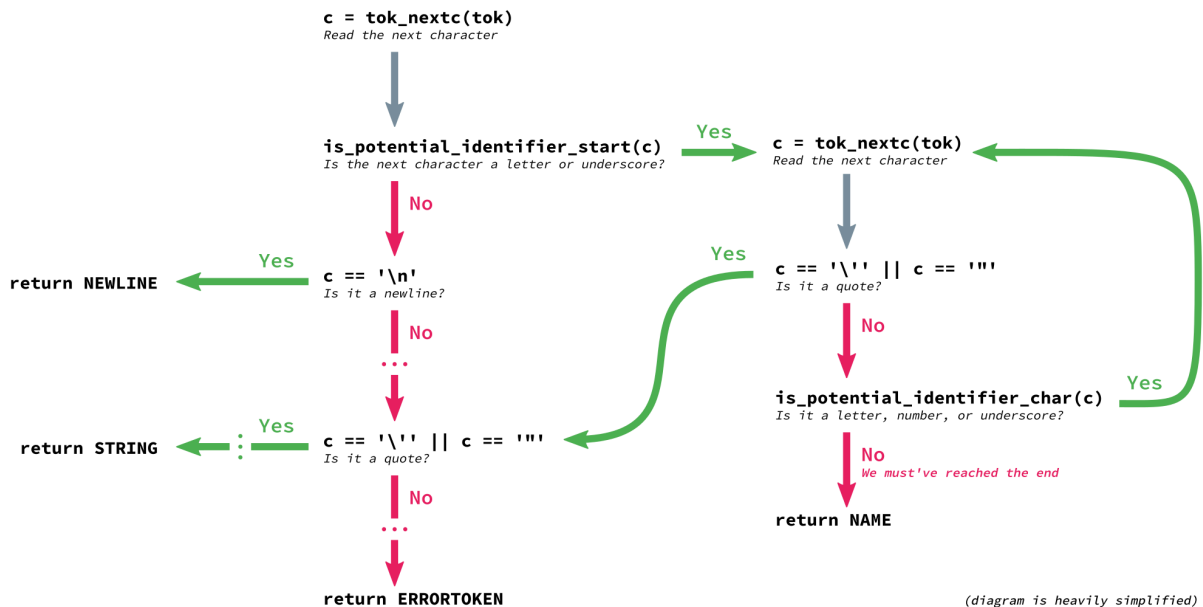 c = tok_nextc(tok)
Read the next character
is_potential_identifier_start(c)
Is the next character a letter or underscore?
Yes
c = tok_nextc(tok)
Read the next character
No
Yes
return NEWLINE
c == '\n'
Is it a newline?
Yes
c == '\'' || c == '"'
Is it a quote?
No
...
No
Yes
return STRING
c == '\'' || c == '"'
Is it a quote?
is_potential_identifier_char(c)
Is it a letter, number, or underscore?
Yes
No
We must've reached the end
return NAME
No
...
return ERRORTOKEN
(diagram is heavily simplified)